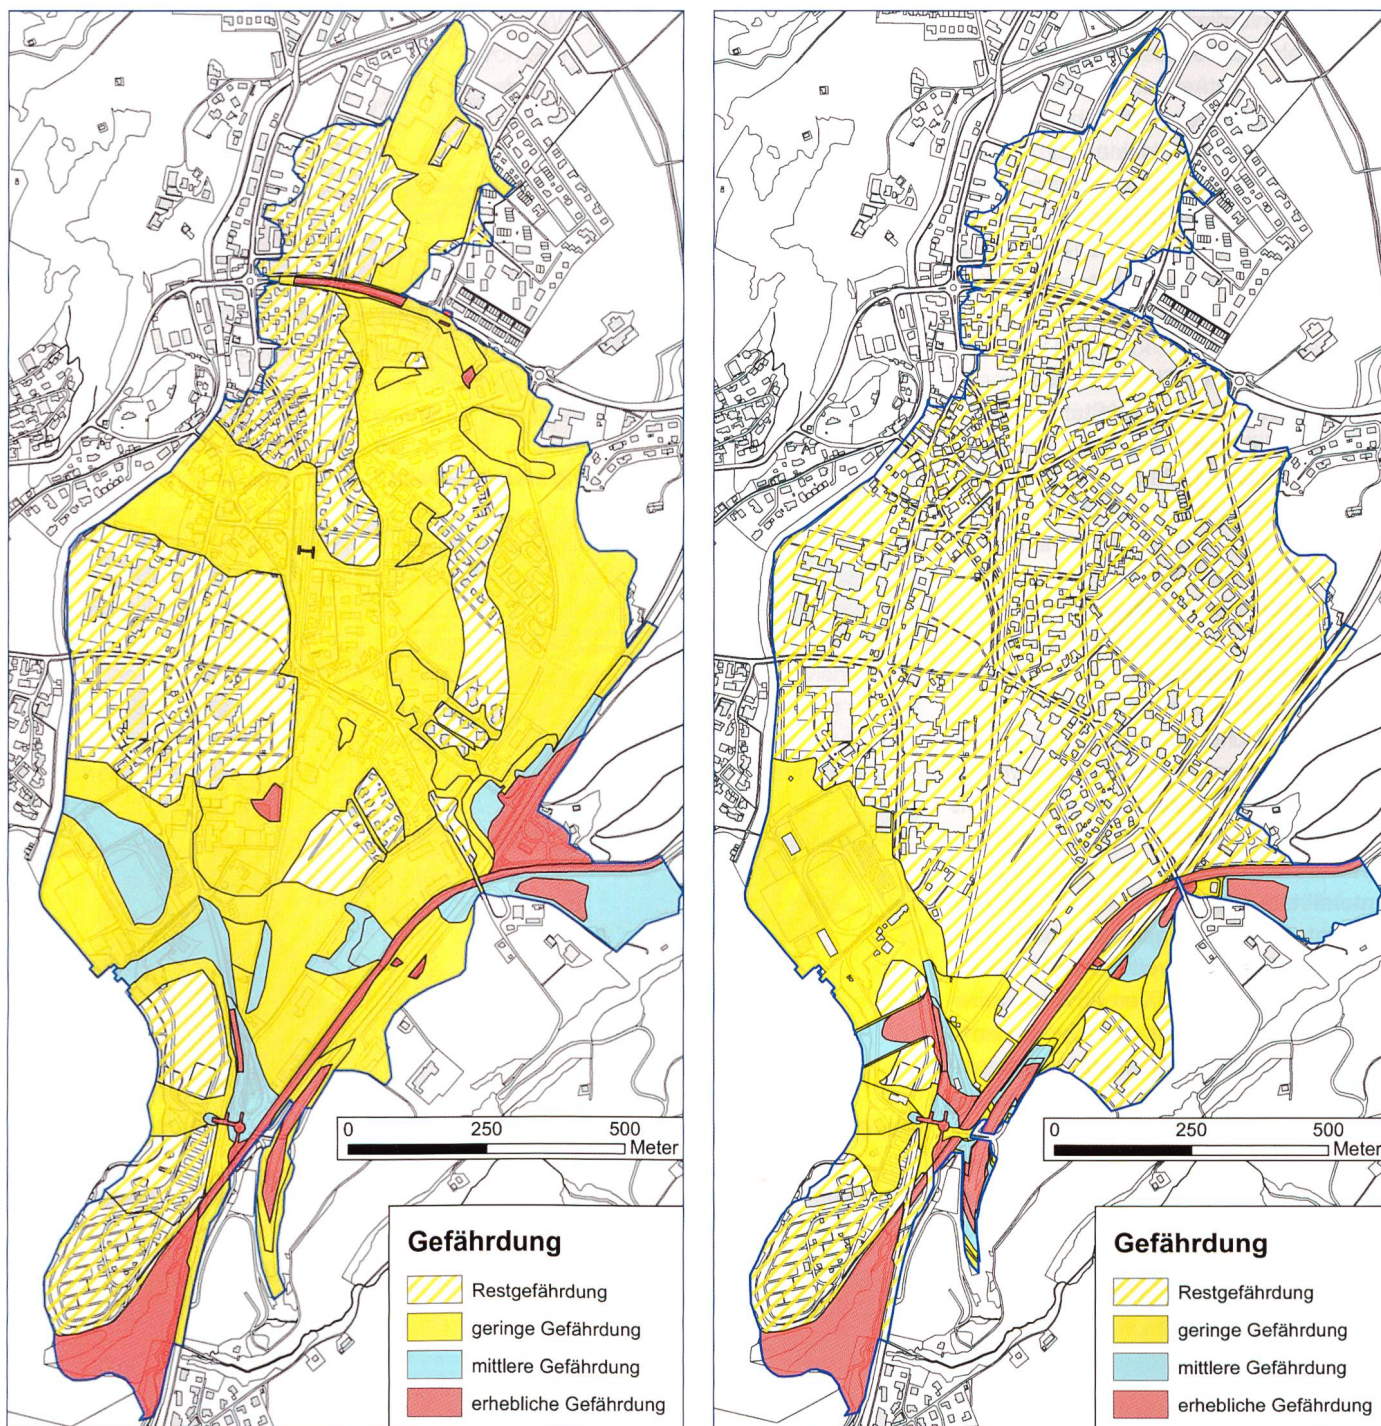 0 250 500
Meter
Gefährdung
Restgefährdung
geringe Gefährdung
mittlere Gefährdung
erhebliche Gefährdung
0 250 500
Meter
Gefährdung
Restgefährdung
geringe Gefährdung
mittlere Gefährdung
erhebliche Gefährdung